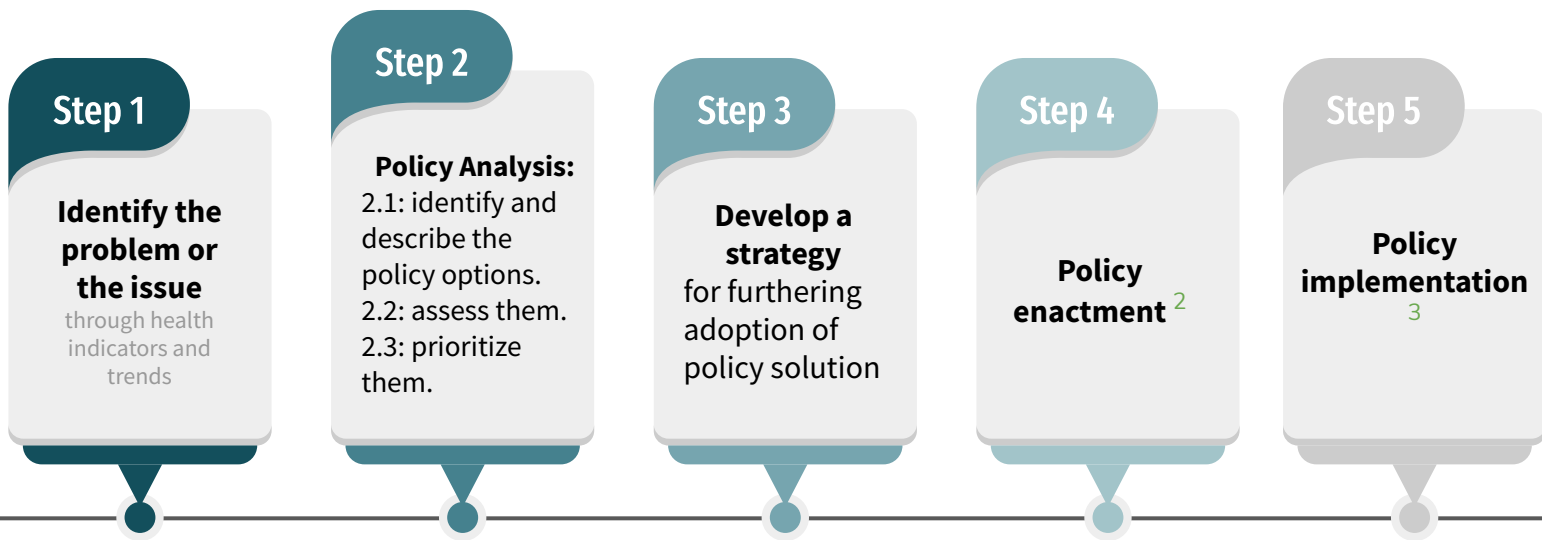 Step 1
Identify the
problem or
the issue
through health
indicators and
trends
Step 2
Policy Analysis:
2.1: identify and
describe the
policy options.
2.2: assess them.
2.3: prioritize
them.
Step 3
Develop a
strategy
for furthering
adoption of
policy solution
Step 4
Policy
enactment 2
Step 5
Policy
implementation
3